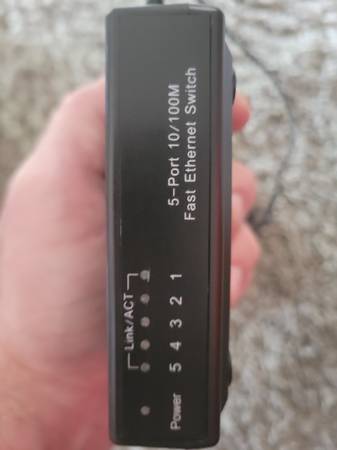 5-Port 10/100M
Fast Ethernet Switch
Link/ACT
Power 5 4 3 2 1